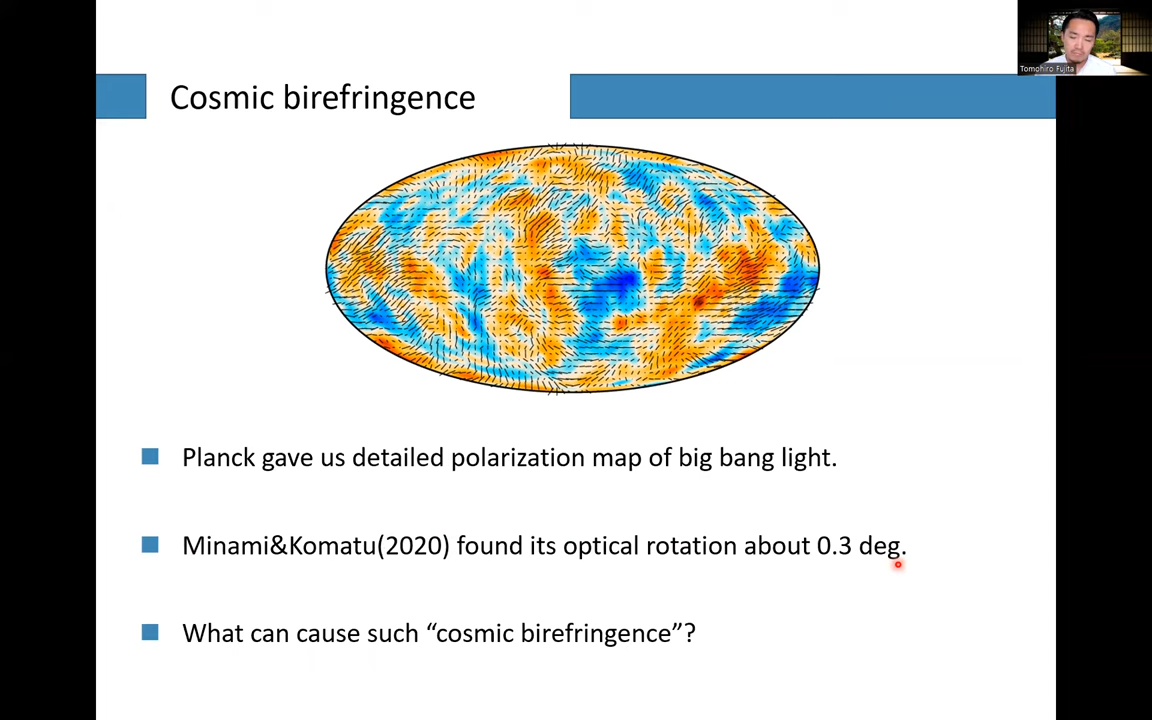 Tomohiro Fujita
Cosmic birefringence
Planck gave us detailed polarization map of big bang light.
Minami&Komatu(2020) found its optical rotation about 0.3 deg.
What can cause such “cosmic birefringence”?